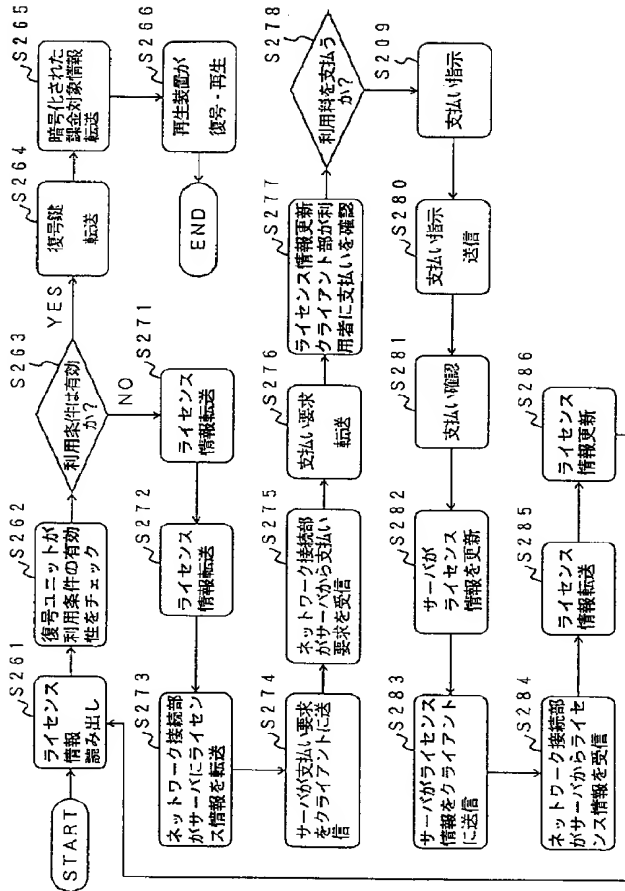 START
S261
ライセンス
情報
読み出し
S262
復号ユニットが
利用条件の有効
性をチェック
S263
利用条件は有効
か?
YES
NO
S264
復号鍵
転送
S265
暗号化された
課金対象情報
転送
S266
再生装置が
復号・再生
END
S271
ライセンス
情報転送
S272
ライセンス
情報転送
S273
ネットワーク接続部
がサーバにライセン
ス情報を転送
S274
サーバが支払い要求
をクライアントに送
信
S275
ネットワーク接続部
がサーバから支払い
要求を受信
S276
支払い要求
転送
S277
ライセンス情報更新
クライアント部が利
用者に支払いを確認
S278
利用料を支払う
か?
S209
支払い指示
S280
支払い指示
送信
S281
支払い確認
S282
サーバが
ライセンス
情報を更新
S283
サーバがライセンス
情報をクライアント
に送信
S284
ネットワーク接続部
がサーバからライセ
ンス情報を受信
S285
ライセンス
情報転送
S286
ライセンス
情報更新